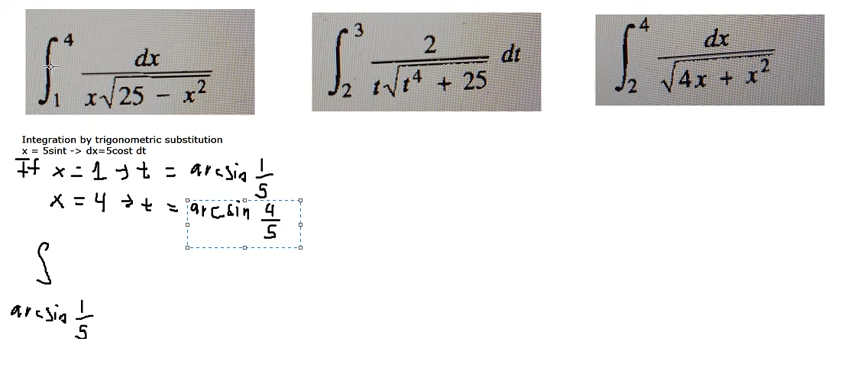 ∫₁⁴ dx / x√25 − x²
∫₂³ 2 / t√t⁴ + 25 dt
∫₂⁴ dx / √4x + x²
Integration by trigonometric substitution
x = 5sint -> dx=5cost dt
If x = 1 → t = arcsin 1/5
x = 4 → t = arcsin 4/5
∫
arcsin 1/5